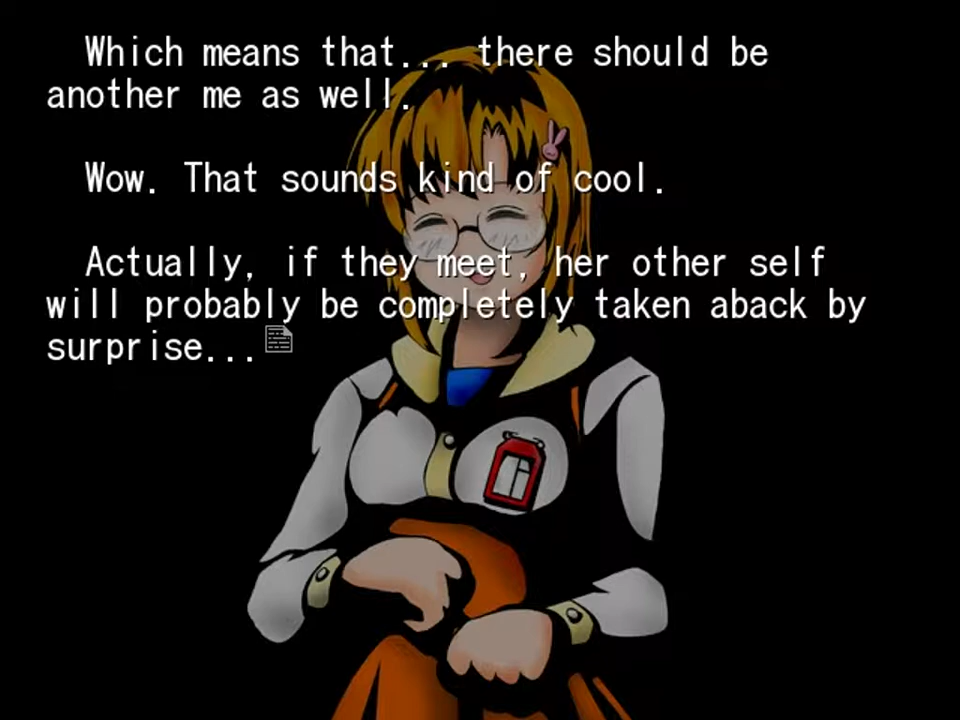 Which means that... there should be
another me as well.
Wow. That sounds kind of cool.
Actually, if they meet, her other self
will probably be completely taken aback by
surprise...